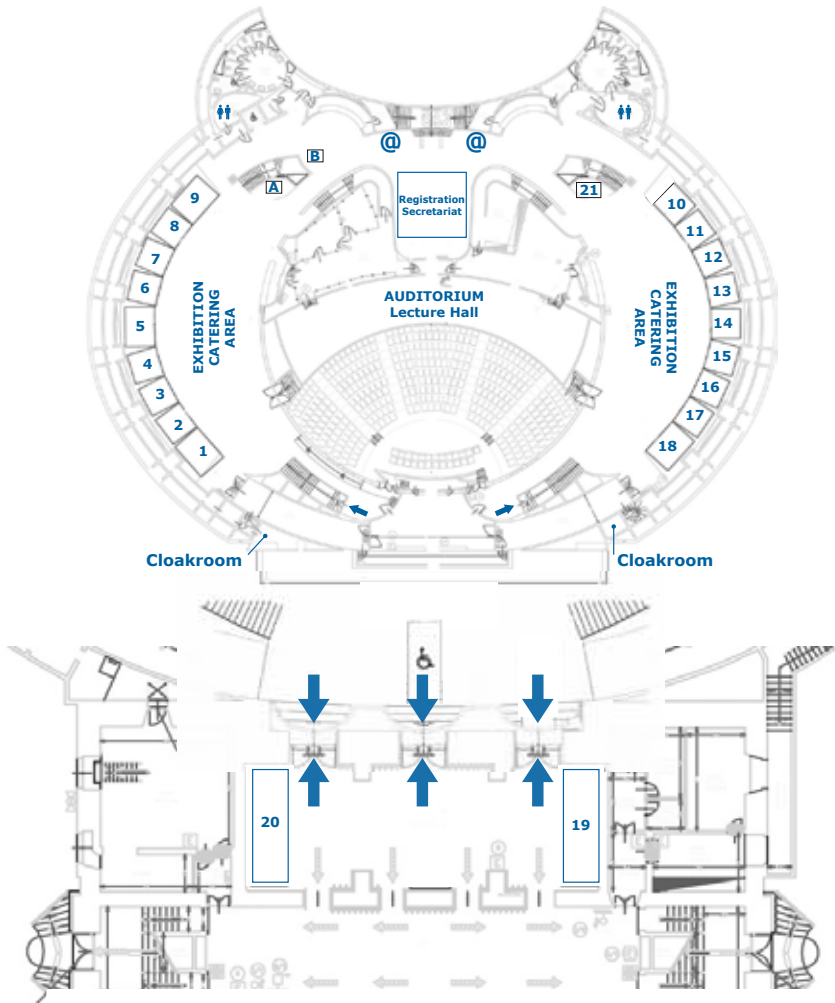 @
@
B
A
21
Registration
Secretariat
9
8
7
6
5
4
3
2
1
10
11
12
13
14
15
16
17
18
EXHIBITION
CATERING
AREA
AUDITORIUM
Lecture Hall
EXHIBITION
CATERING
AREA
Cloakroom
Cloakroom
20
19